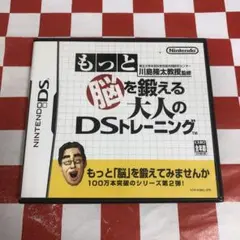 もっと
Nintendo
川島隆太教授監修
脳を鍛える
大人の
DSトレーニング
TM
NINTENDO DS
もっと「脳」を鍛えてみませんか
100万本突破のシリーズ第2弾!